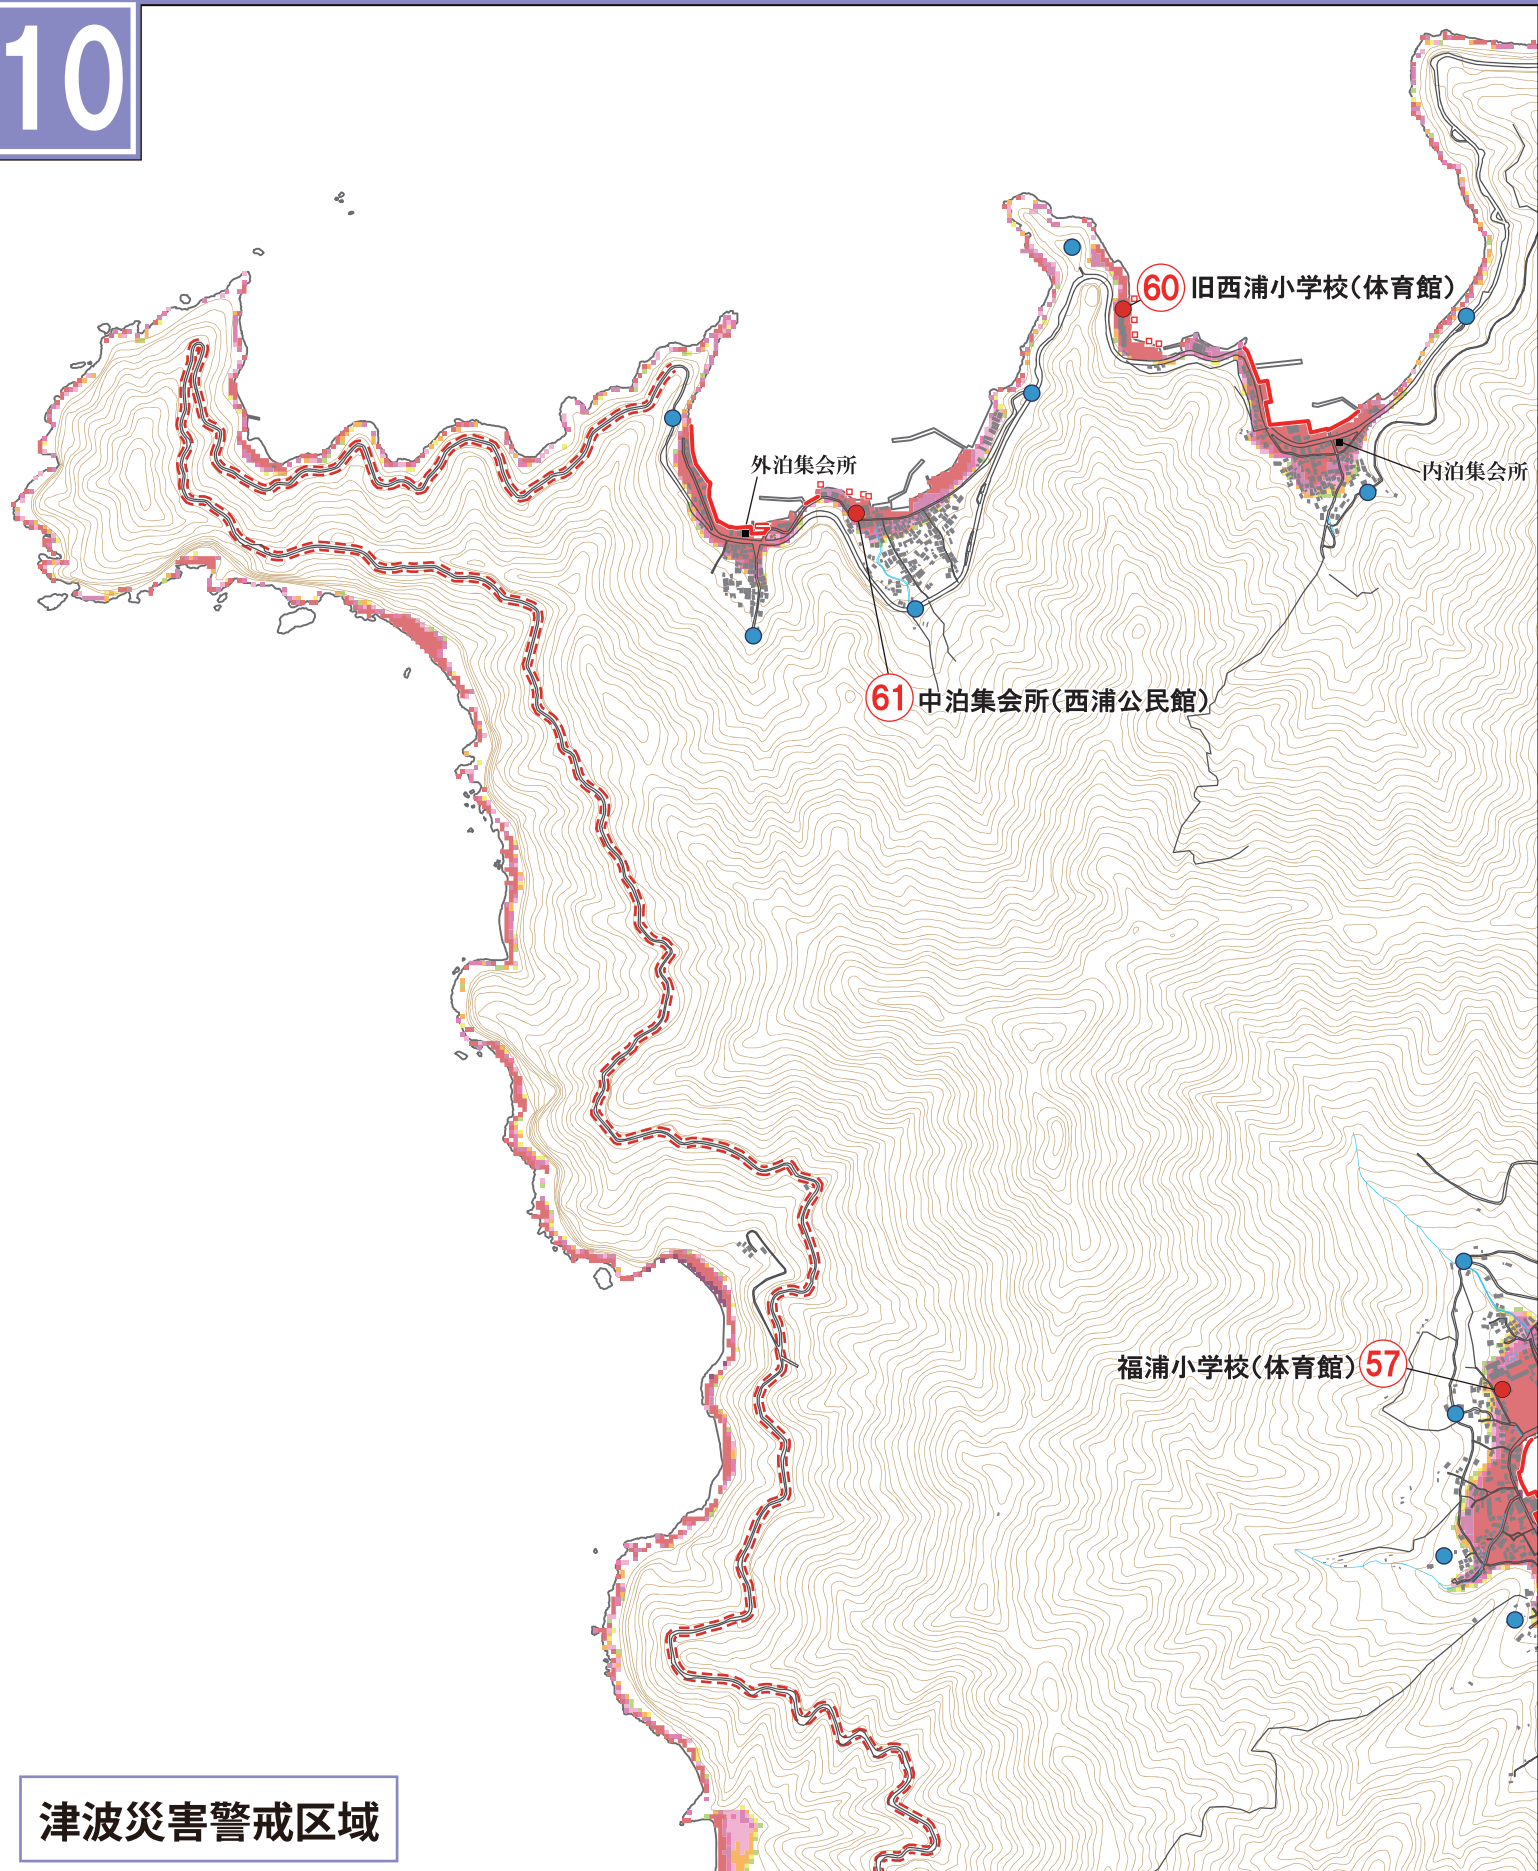 10
60 旧西浦小学校（体育館）
外泊集会所
内泊集会所
61 中泊集会所（西浦公民館）
福浦小学校（体育館） 57
津波災害警戒区域